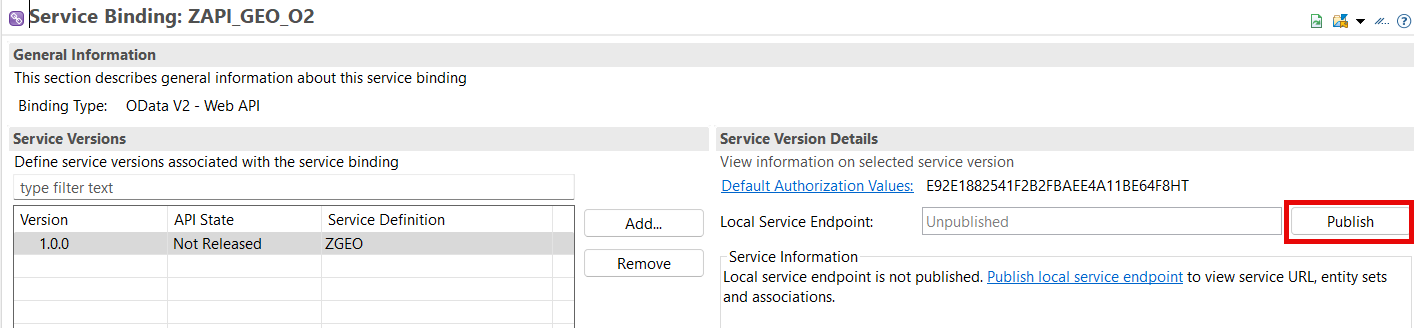 Service Binding: ZAPI_GEO_O2
General Information
This section describes general information about this service binding
Binding Type: OData V2 - Web API
Service Versions
Define service versions associated with the service binding
type filter text
Version API State Service Definition
1.0.0 Not Released ZGEO
Add...
Remove
Service Version Details
View information on selected service version
Default Authorization Values: E92E1882541F2B2FBAEE4A11BE64F8HT
Local Service Endpoint: Unpublished Publish
Service Information
Local service endpoint is not published. Publish local service endpoint to view service URL, entity sets
and associations.